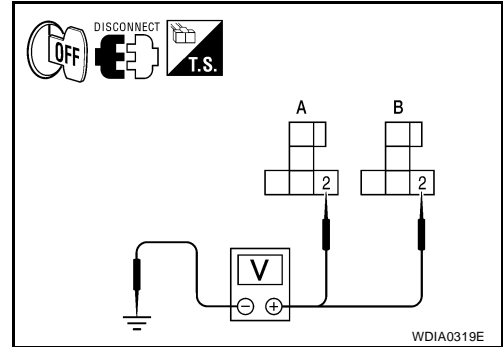 DISCONNECT
OFF
T.S.
A B
2 2
V
− +
WDIA0319E